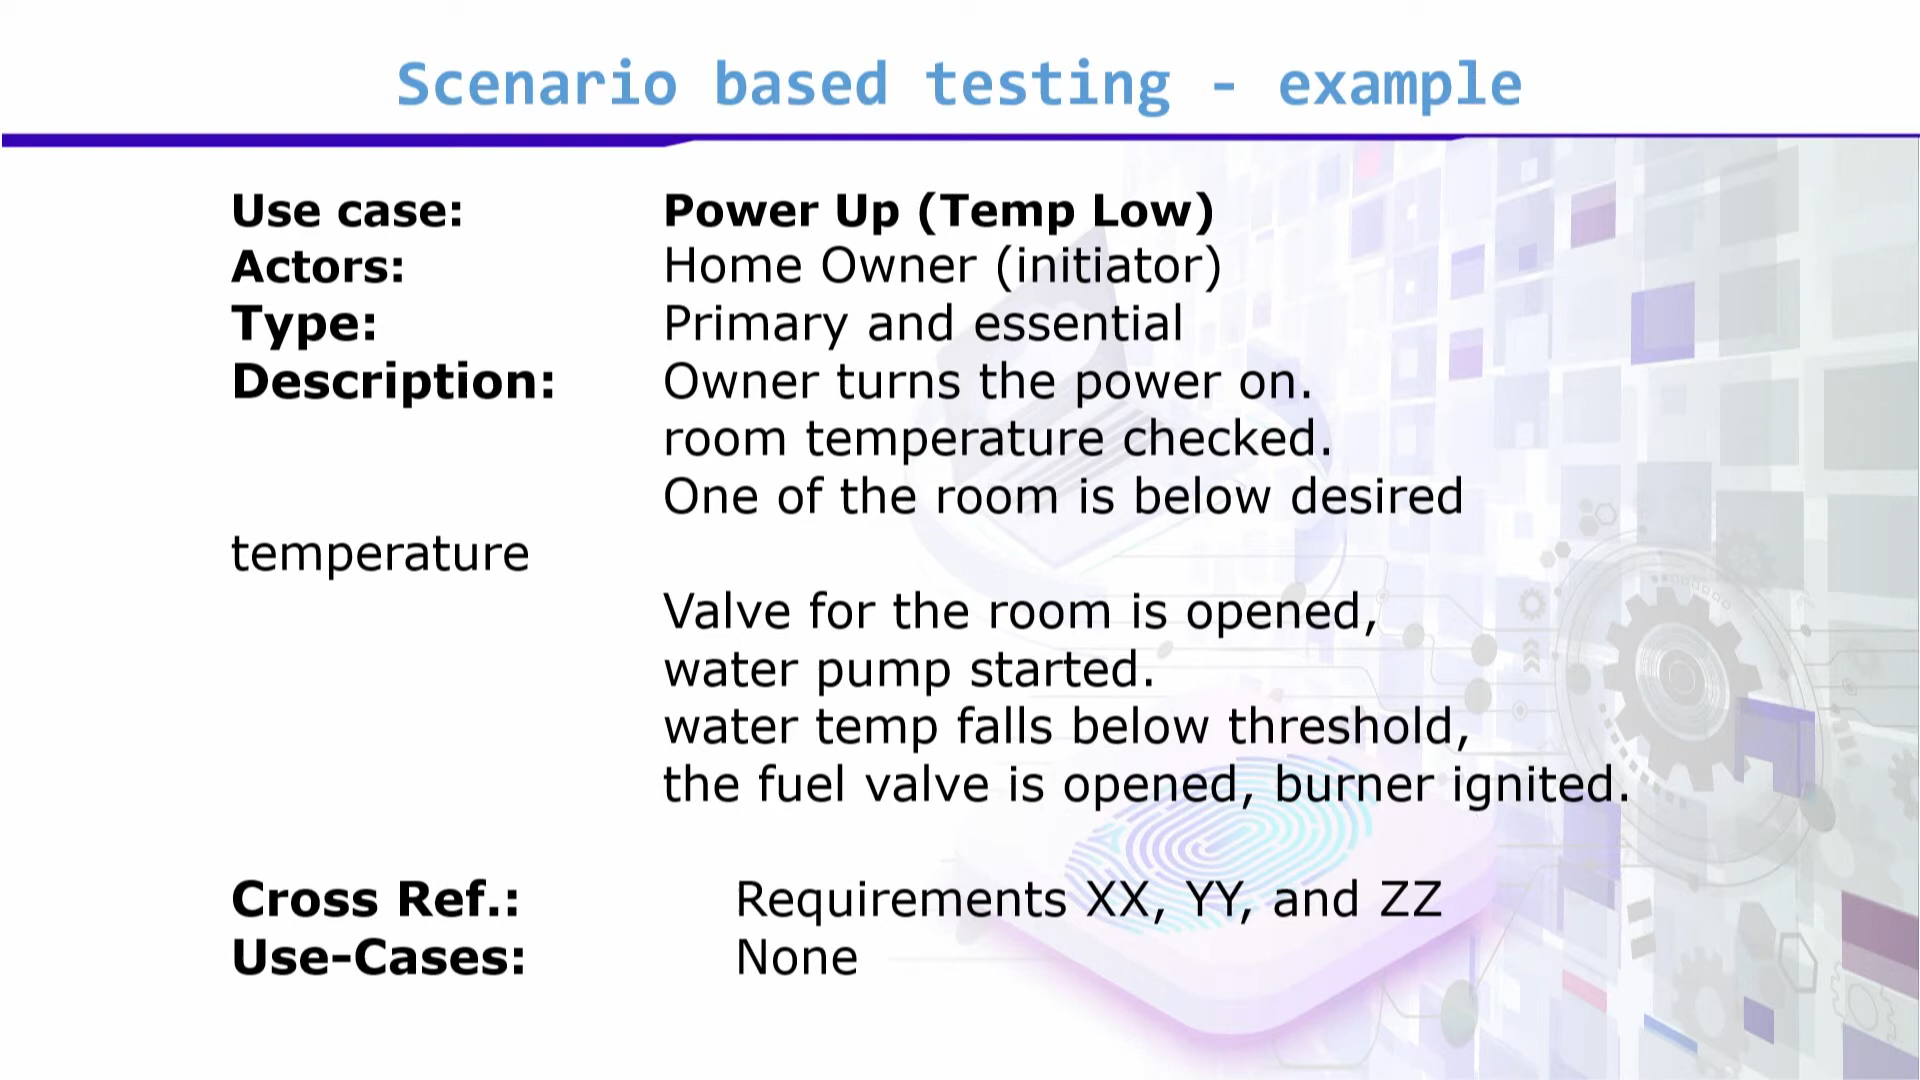 Scenario based testing - example
Use case: Power Up (Temp Low)
Actors: Home Owner (initiator)
Type: Primary and essential
Description: Owner turns the power on.
room temperature checked.
One of the room is below desired
temperature
Valve for the room is opened,
water pump started.
water temp falls below threshold,
the fuel valve is opened, burner ignited.
Cross Ref.: Requirements XX, YY, and ZZ
Use-Cases: None